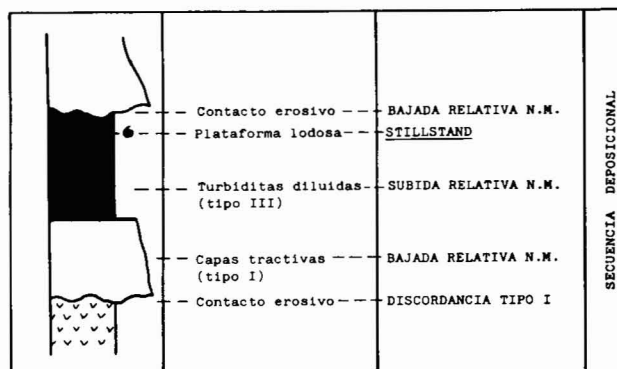 Contacto erosivo --- BAJADA RELATIVA N.M.
Plataforma lodosa --- STILLSTAND
Turbiditas diluidas --- SUBIDA RELATIVA N.M.
(tipo III)
Capas tractivas --- BAJADA RELATIVA N.M.
(tipo I)
Contacto erosivo --- DISCORDANCIA TIPO I
SECUENCIA DEPOSICIONAL